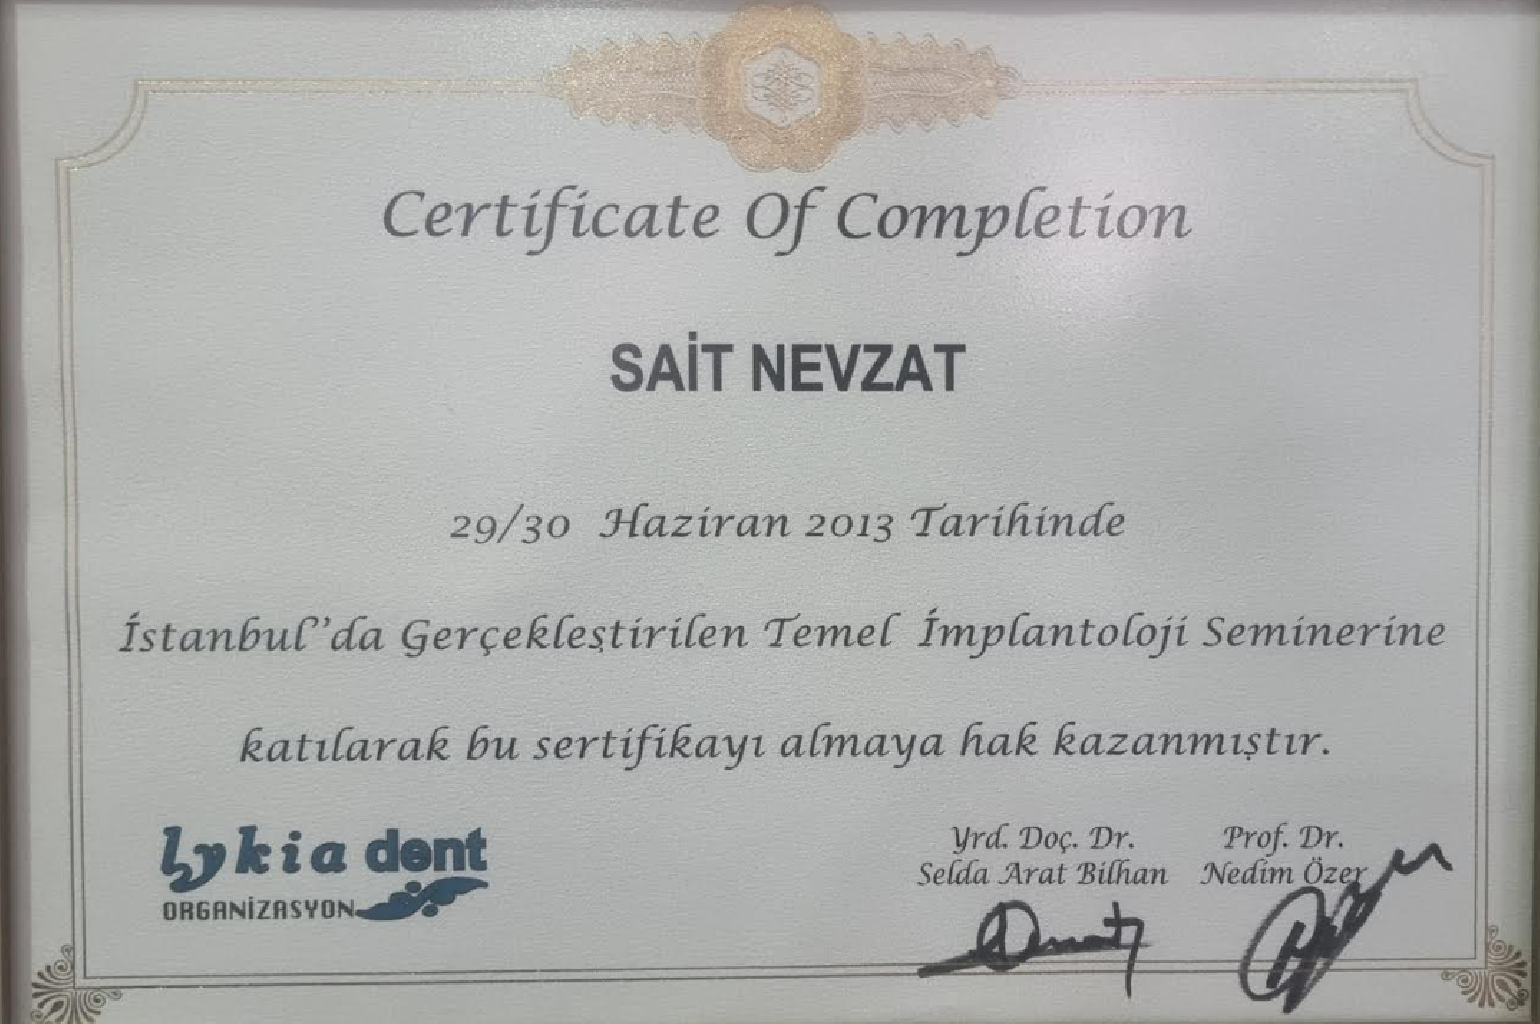 Certificate Of Completion
SAİT NEVZAT
29/30 Haziran 2013 Tarihinde
İstanbul''da Gerçekleştirilen Temel İmplantoloji Seminerine
katılarak bu sertifikayı almaya hak kazanmıştır.
lykia dent
ORGANİZASYON
Yrd. Doç. Dr.
Selda Arat Bilhan
Prof. Dr.
Nedim Özer